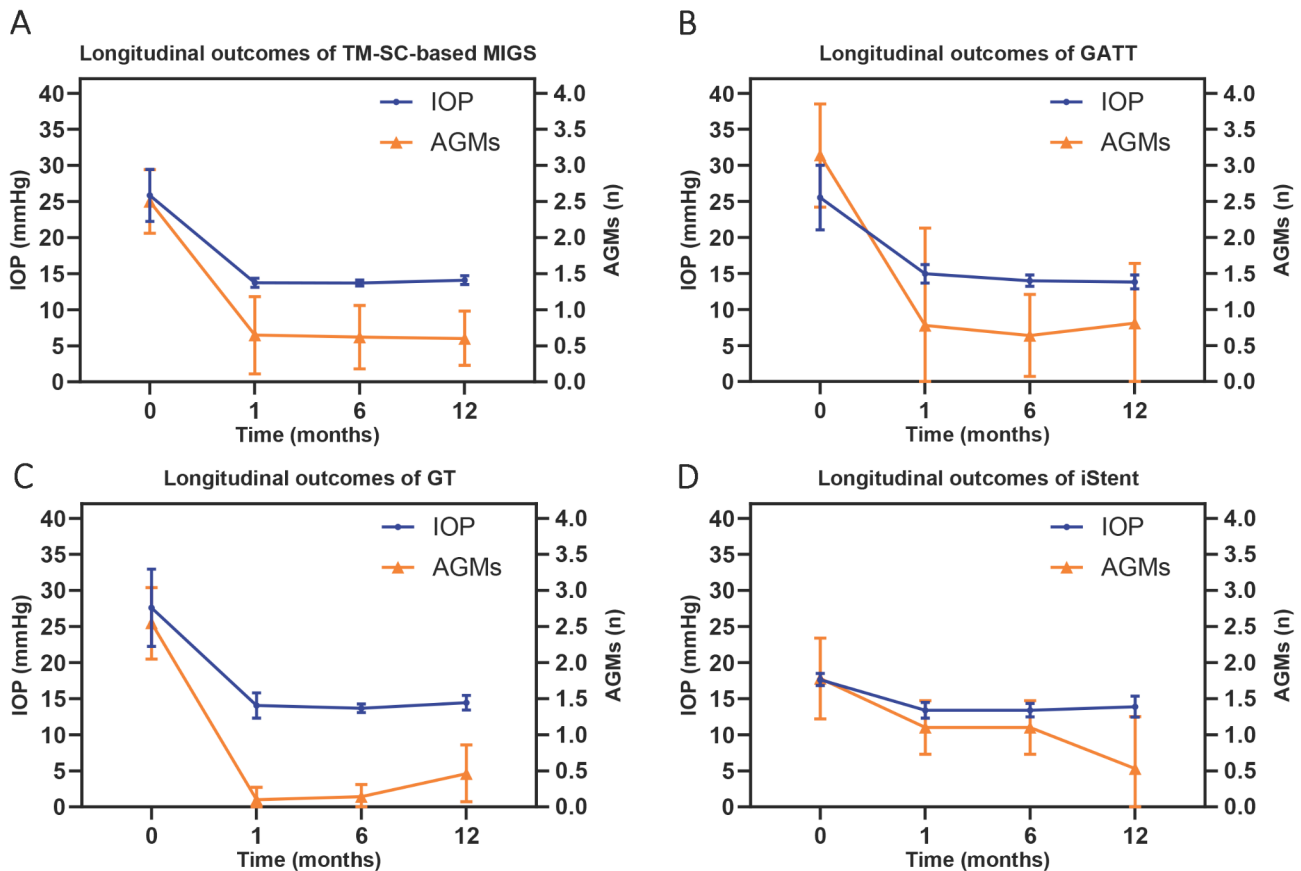 A
Longitudinal outcomes of TM-SC-based MIGS
40
35
30
25
20
15
10
5
0
IOP (mmHg)
IOP
AGMs
4.0
3.5
3.0
2.5
2.0
1.5
1.0
0.5
0.0
AGMs (n)
0 1 6 12
Time (months)
B
Longitudinal outcomes of GATT
40
35
30
25
20
15
10
5
0
IOP (mmHg)
IOP
AGMs
4.0
3.5
3.0
2.5
2.0
1.5
1.0
0.5
0.0
AGMs (n)
0 1 6 12
Time (months)
C
Longitudinal outcomes of GT
40
35
30
25
20
15
10
5
0
IOP (mmHg)
IOP
AGMs
4.0
3.5
3.0
2.5
2.0
1.5
1.0
0.5
0.0
AGMs (n)
0 1 6 12
Time (months)
D
Longitudinal outcomes of iStent
40
35
30
25
20
15
10
5
0
IOP (mmHg)
IOP
AGMs
4.0
3.5
3.0
2.5
2.0
1.5
1.0
0.5
0.0
AGMs (n)
0 1 6 12
Time (months)